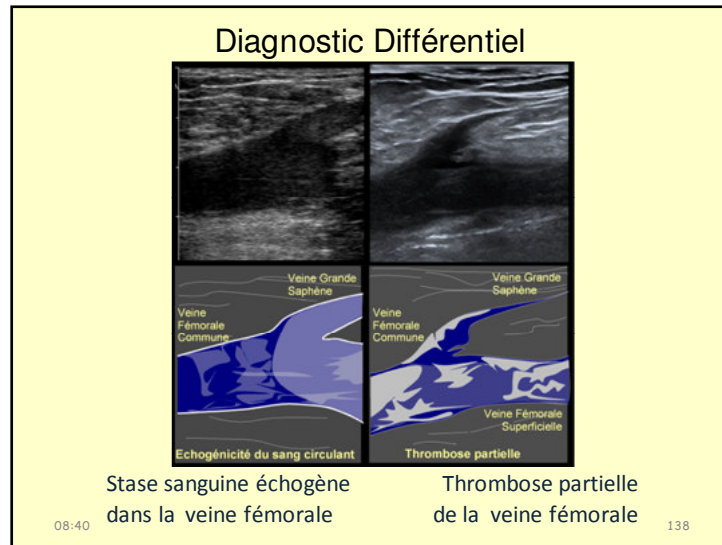 Diagnostic Différentiel
Veine Grande
Saphène
Veine
Fémorale
Commune
Echogénicité du sang circulant
Veine Grande
Saphène
Veine
Fémorale
Commune
Veine Fémorale
Superficielle
Thrombose partielle
Stase sanguine échogène
dans la veine fémorale
Thrombose partielle
de la veine fémorale
08:40
138